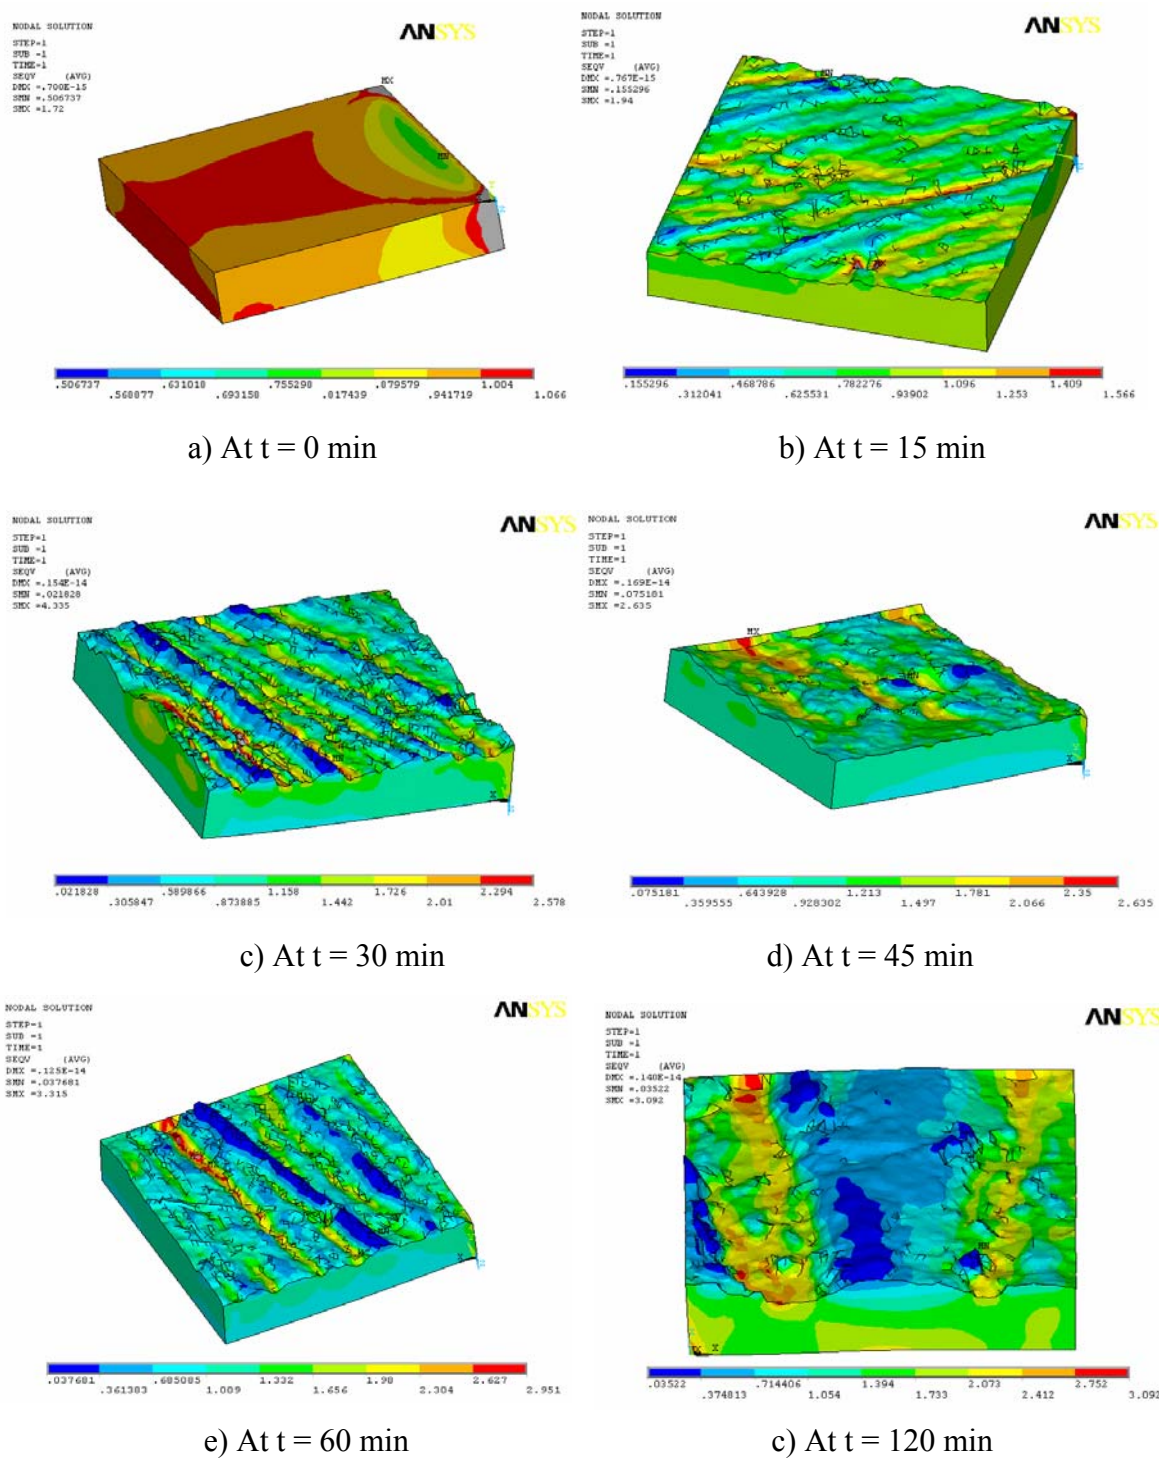 NODAL SOLUTION
STEP=1
SUB =1
TIME=1
SEQV (AVG)
DMX =.700E-15
SMN =.506737
SMX =1.72
ANSYS
MX
MN
.506737 .631018 .755298 .879579 1.004
.568877 .693158 .817439 .941719 1.066
a) At t = 0 min
NODAL SOLUTION
STEP=1
SUB =1
TIME=1
SEQV (AVG)
DMX =.767E-15
SMN =.155296
SMX =1.94
ANSYS
MN
.155296 .468786 .782276 1.096 1.409
.312041 .625531 .93902 1.253 1.566
b) At t = 15 min
NODAL SOLUTION
STEP=1
SUB =1
TIME=1
SEQV (AVG)
DMX =.154E-14
SMN =.021828
SMX =4.335
ANSYS
MN
X
.021828 .589866 1.158 1.726 2.294
.305847 .873885 1.442 2.01 2.578
c) At t = 30 min
NODAL SOLUTION
STEP=1
SUB =1
TIME=1
SEQV (AVG)
DMX =.169E-14
SMN =.075181
SMX =2.635
ANSYS
MX
MN
X
.075181 .643928 1.213 1.781 2.35
.359555 .928302 1.497 2.066 2.635
d) At t = 45 min
NODAL SOLUTION
STEP=1
SUB =1
TIME=1
SEQV (AVG)
DMX =.125E-14
SMN =.037681
SMX =3.315
ANSYS
X
.037681 .685085 1.332 1.98 2.627
.361383 1.009 1.656 2.304 2.951
e) At t = 60 min
NODAL SOLUTION
STEP=1
SUB =1
TIME=1
SEQV (AVG)
DMX =.140E-14
SMN =.03522
SMX =3.092
ANSYS
MN
X
.03522 .714406 1.394 2.073 2.752
.374813 1.054 1.733 2.412 3.092
c) At t = 120 min